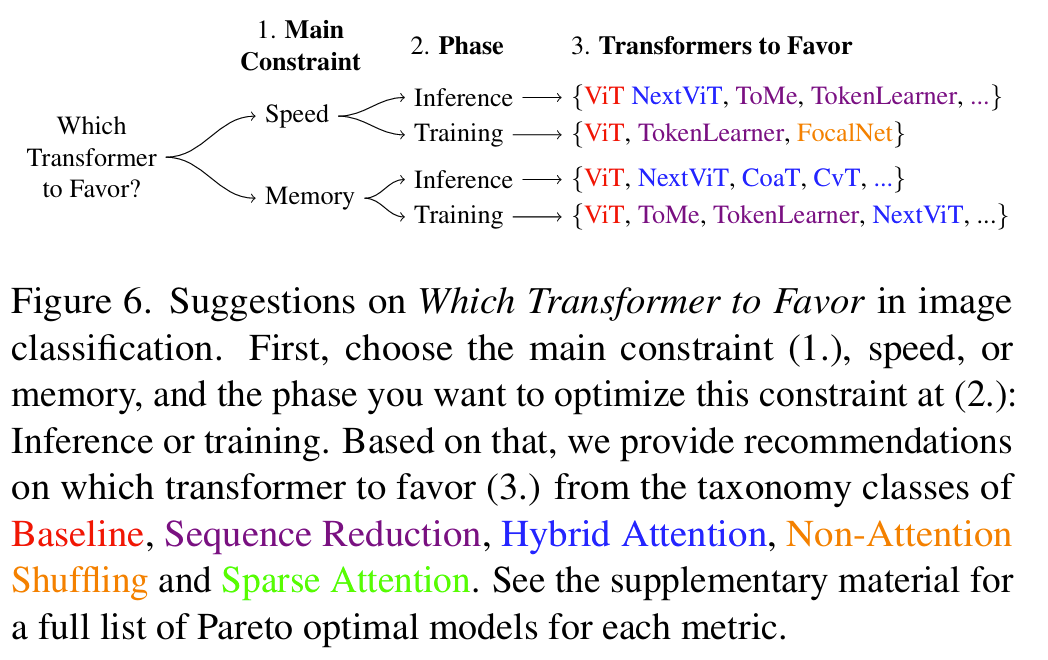 1. Main
Constraint
2. Phase
3. Transformers to Favor
Which
Transformer
to Favor?
Speed
Inference
{ViT NextViT, ToMe, TokenLearner, ...}
Training
{ViT, TokenLearner, FocalNet}
Memory
Inference
{ViT, NextViT, CoaT, CvT, ...}
Training
{ViT, ToMe, TokenLearner, NextViT, ...}
Figure 6. Suggestions on Which Transformer to Favor in image
classification. First, choose the main constraint (1.), speed, or
memory, and the phase you want to optimize this constraint at (2.):
Inference or training. Based on that, we provide recommendations
on which transformer to favor (3.) from the taxonomy classes of
Baseline, Sequence Reduction, Hybrid Attention, Non-Attention
Shuffling and Sparse Attention. See the supplementary material for
a full list of Pareto optimal models for each metric.